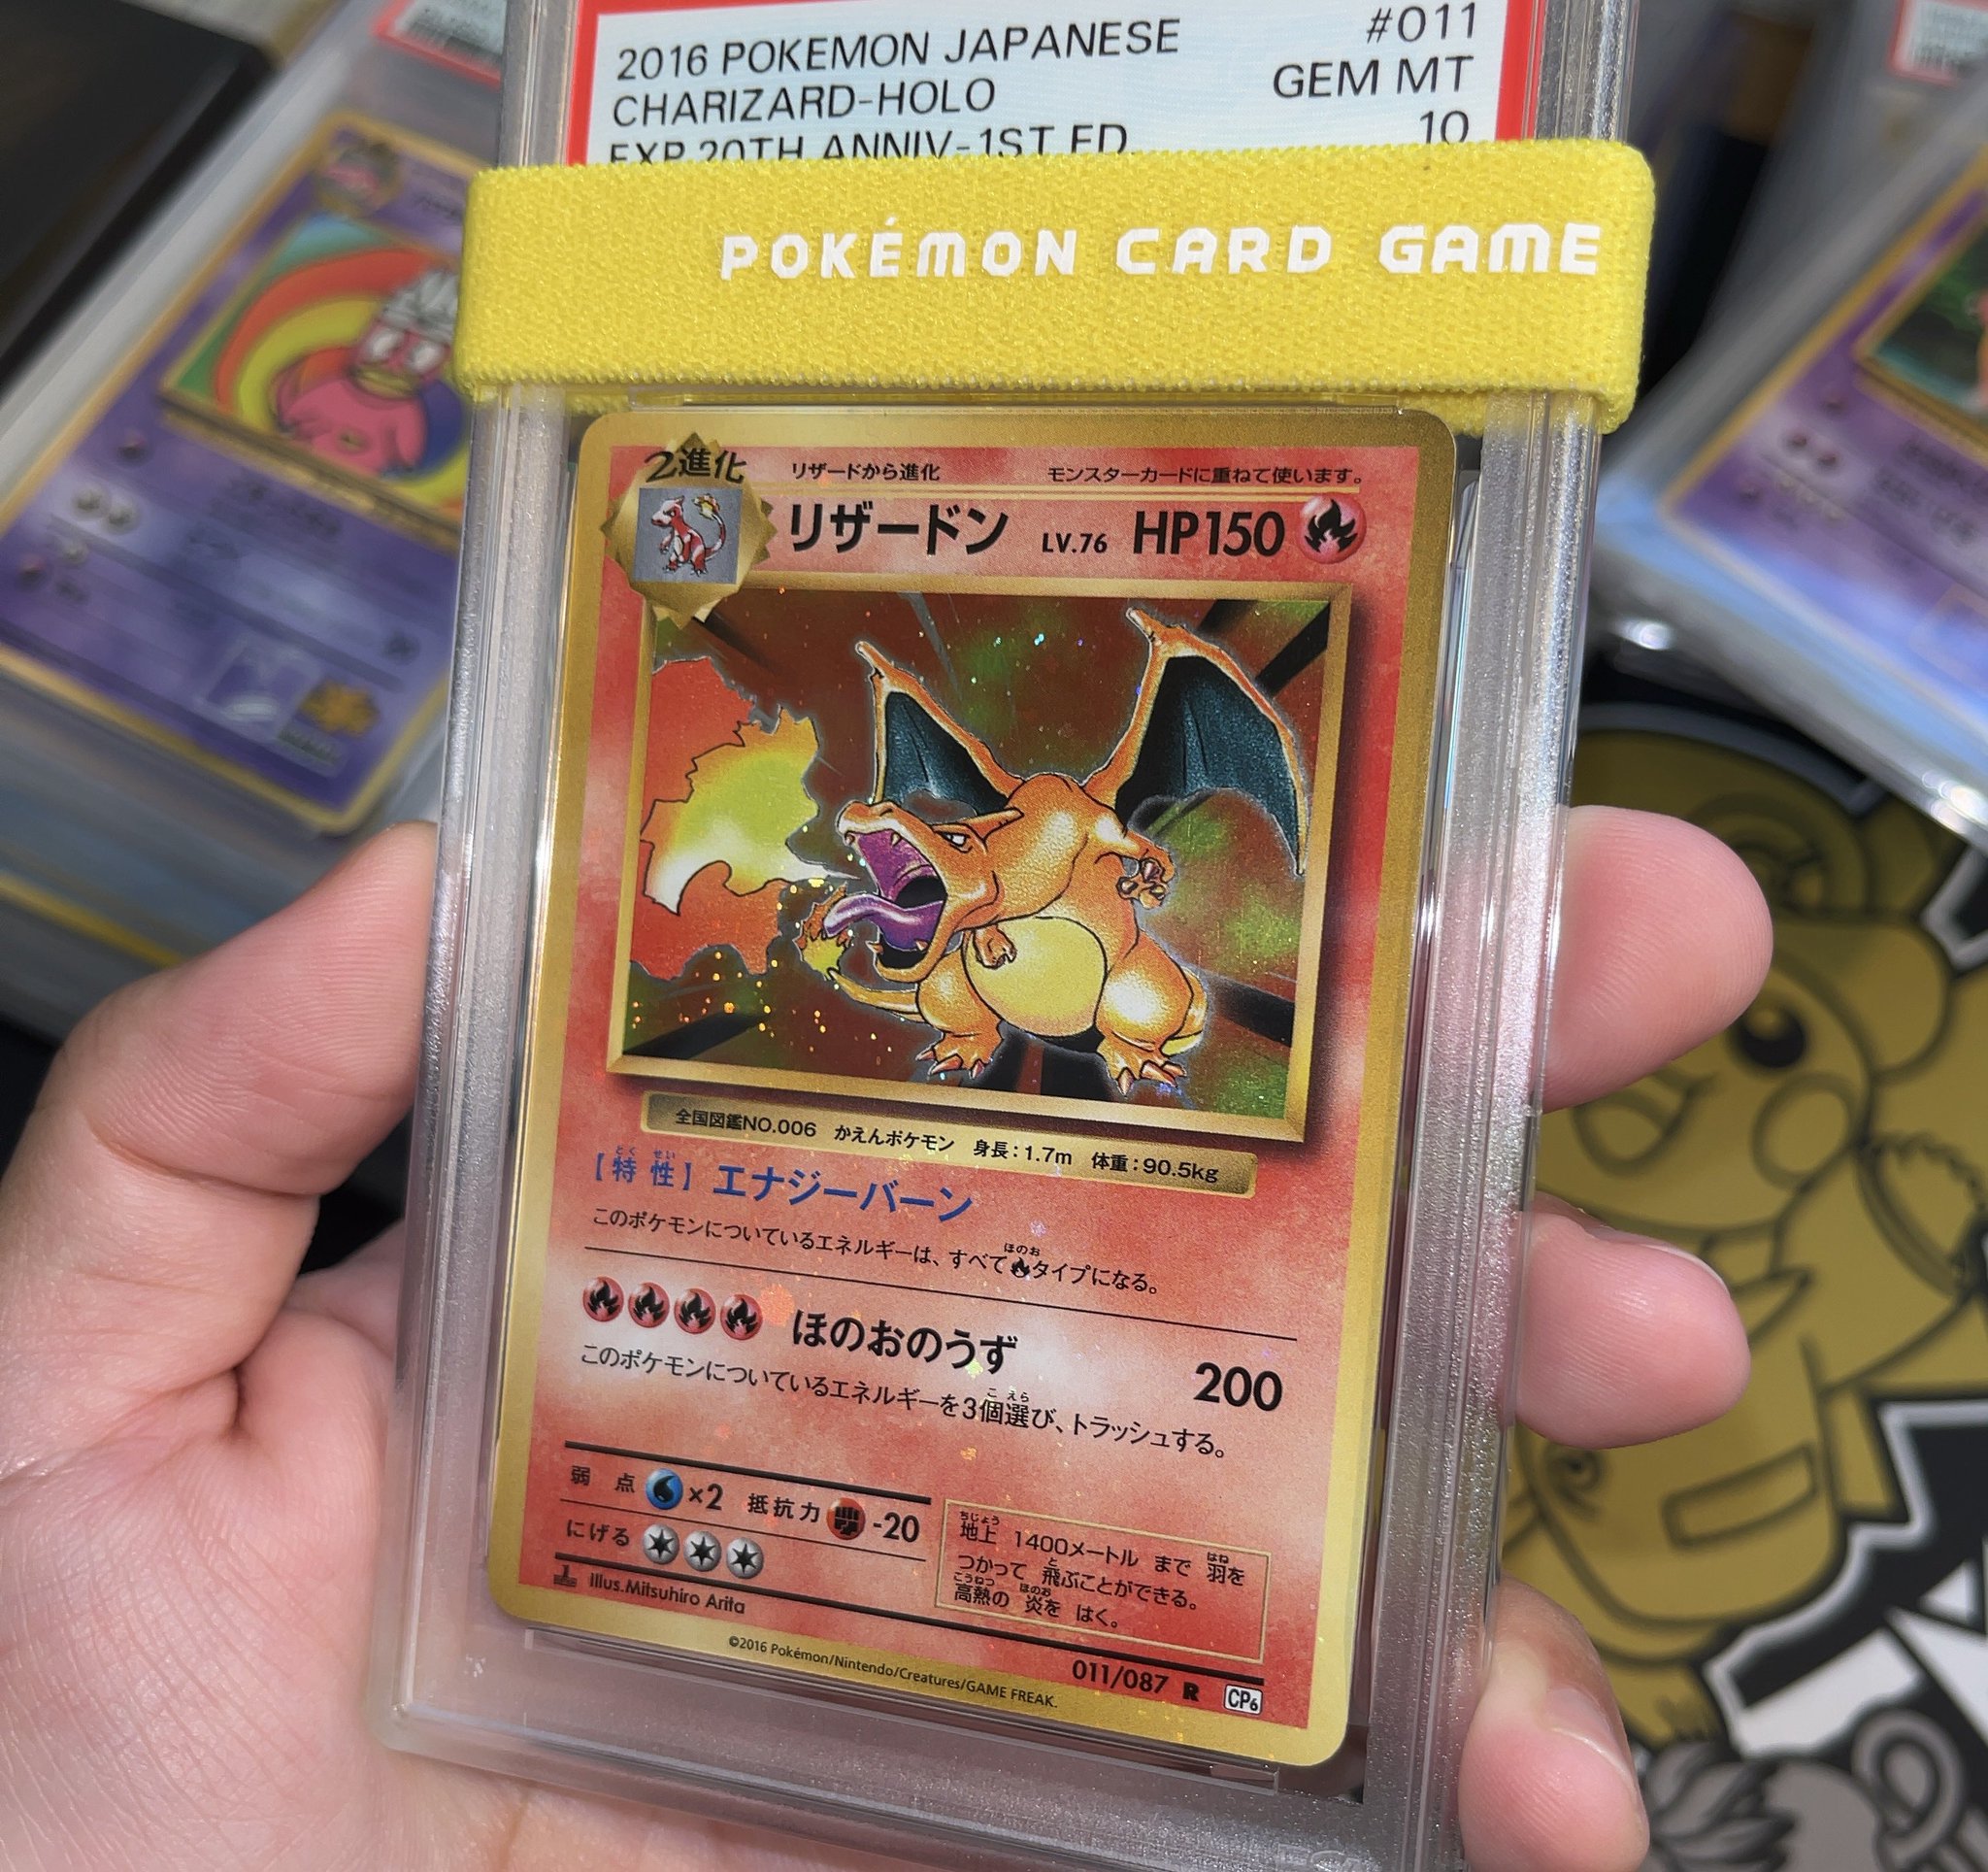 2016 POKEMON JAPANESE #011
CHARIZARD-HOLO GEM MT
EXP.20TH ANNIV-1ST ED. 10
POKÉMON CARD GAME
2進化 リザードから進化 モンスターカードに重ねて使います。
リザードン LV.76 HP150
全国図鑑NO.006 かえんポケモン 身長:1.7m 体重:90.5kg
【特性】エナジーバーン
このポケモンについているエネルギーは、すべてタイプになる。
ほのおのうず 200
このポケモンについているエネルギーを3個選び、トラッシュする。
弱点 ×2 抵抗力 -20
にげる
地上 1400メートル まで 羽を
つかって 飛ぶことができる。
高熱の 炎を はく。
illus.Mitsuhiro Arita
©2016 Pokémon/Nintendo/Creatures/GAME FREAK.
011/087 R CP6